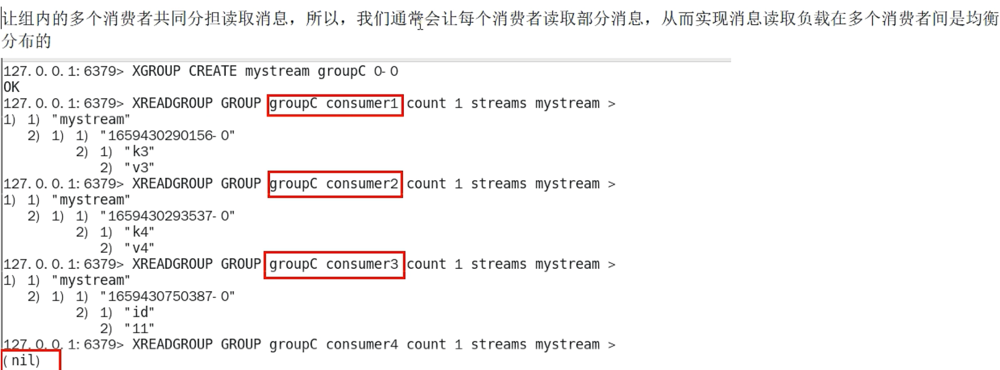 让组内的多个消费者共同分担读取消息，所以，我们通常会让每个消费者读取部分消息，从而实现消息读取负载在多个消费者间是均衡
分布的
127.0.0.1:6379> XGROUP CREATE mystream groupC 0-0
OK
127.0.0.1:6379> XREADGROUP GROUP groupC consumer1 count 1 streams mystream >
1) 1) "mystream"
   2) 1) 1) "1659430290156-0"
         2) 1) "k3"
            2) "v3"
127.0.0.1:6379> XREADGROUP GROUP groupC consumer2 count 1 streams mystream >
1) 1) "mystream"
   2) 1) 1) "1659430293537-0"
         2) 1) "k4"
            2) "v4"
127.0.0.1:6379> XREADGROUP GROUP groupC consumer3 count 1 streams mystream >
1) 1) "mystream"
   2) 1) 1) "1659430750387-0"
         2) 1) "id"
            2) "11"
127.0.0.1:6379> XREADGROUP GROUP groupC consumer4 count 1 streams mystream >
(nil)